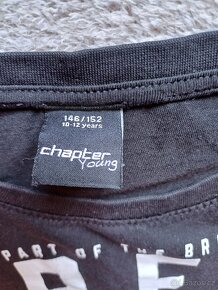 146/152
10-12 years
chapter
young
PART OF THE BR